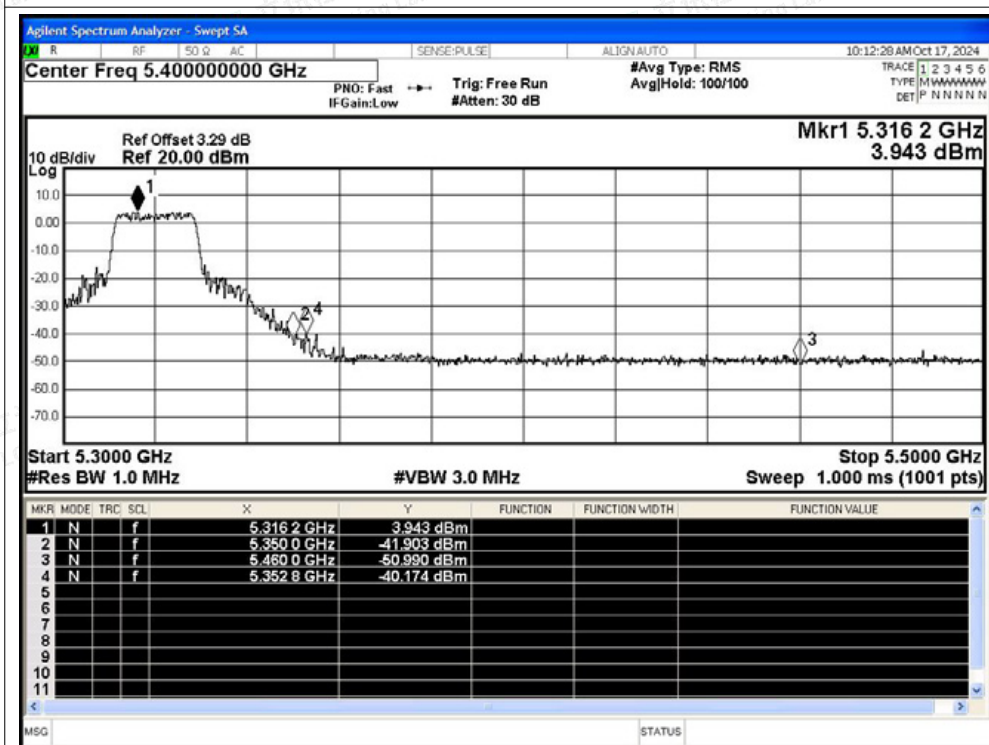 Agilent Spectrum Analyzer - Swept SA
R RF 50 Ω AC SENSE:PULSE ALIGN AUTO 10:12:28 AM Oct 17, 2024
Center Freq 5.400000000 GHz
PNO: Fast
IFGain:Low
Trig: Free Run
#Atten: 30 dB
#Avg Type: RMS
Avg|Hold: 100/100
TRACE 1 2 3 4 5 6
TYPE MWWWWW
DET P N N N N N
Mkr1 5.316 2 GHz
3.943 dBm
Ref Offset 3.29 dB
10 dB/div Ref 20.00 dBm
Log
10.0
0.00
-10.0
-20.0
-30.0
-40.0
-50.0
-60.0
-70.0
1
2
4
3
Start 5.3000 GHz Stop 5.5000 GHz
#Res BW 1.0 MHz #VBW 3.0 MHz Sweep 1.000 ms (1001 pts)
MKR MODE TRC SCL X Y FUNCTION FUNCTION WIDTH FUNCTION VALUE
1 N f 5.316 2 GHz 3.943 dBm
2 N f 5.350 0 GHz -41.903 dBm
3 N f 5.460 0 GHz -50.990 dBm
4 N f 5.352 8 GHz -40.174 dBm
5
6
7
8
9
10
11
MSG STATUS